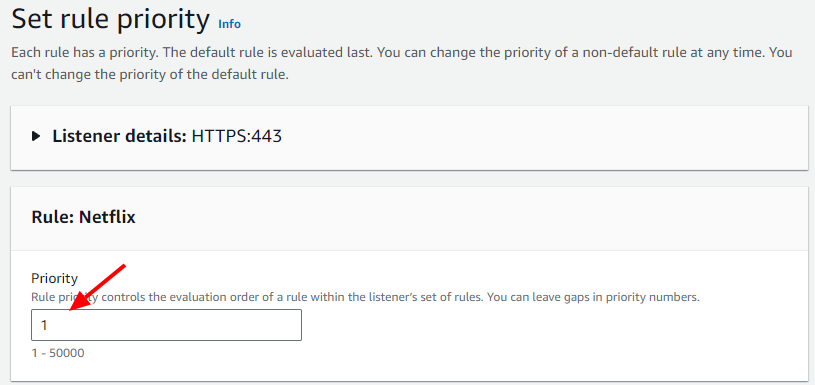 Set rule priority Info
Each rule has a priority. The default rule is evaluated last. You can change the priority of a non-default rule at any time. You
can't change the priority of the default rule.
Listener details: HTTPS:443
Rule: Netflix
Priority
Rule priority controls the evaluation order of a rule within the listener's set of rules. You can leave gaps in priority numbers.
1
1 - 50000